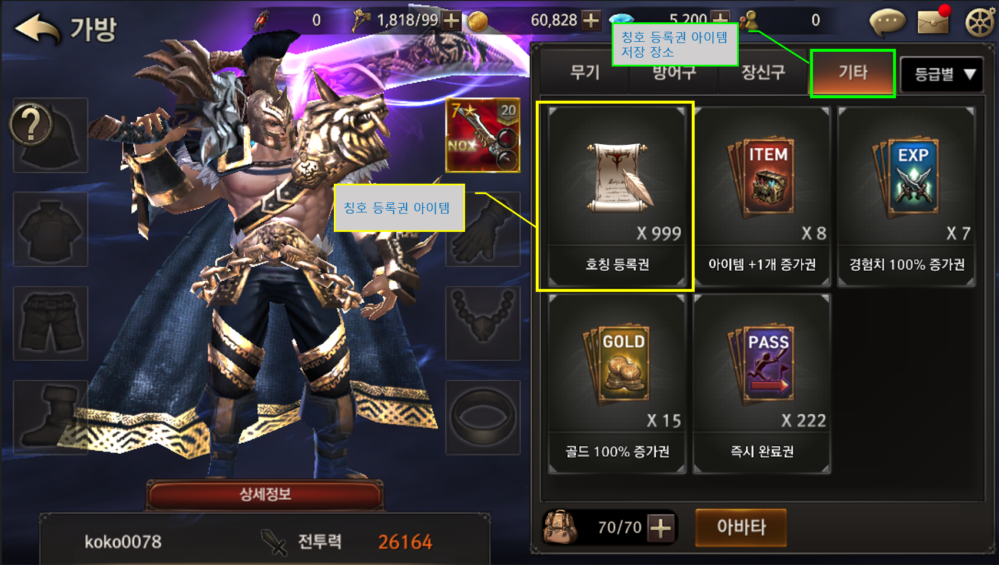 가방
0
1,818/99
60,828
5,200
0
칭호 등록권 아이템
저장 장소
무기
방어구
장신구
기타
등급별 ▼
?
7
20
NOX
칭호 등록권 아이템
X 999
호칭 등록권
ITEM
X 8
아이템 +1개 증가권
EXP
X 7
경험치 100% 증가권
GOLD
X 15
골드 100% 증가권
PASS
X 222
즉시 완료권
상세정보
koko0078
전투력
26164
70/70
아바타